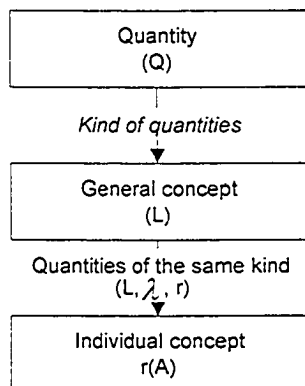 Quantity
(Q)
Kind of quantities
General concept
(L)
Quantities of the same kind
(L, λ, r)
Individual concept
r(A)